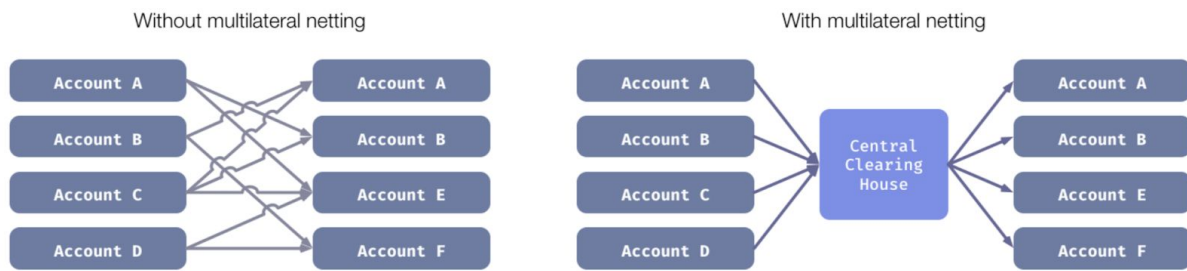 Without multilateral netting
Account A
Account A
Account B
Account B
Account C
Account E
Account D
Account F
With multilateral netting
Account A
Account B
Account C
Account D
Central
Clearing
House
Account A
Account B
Account E
Account F